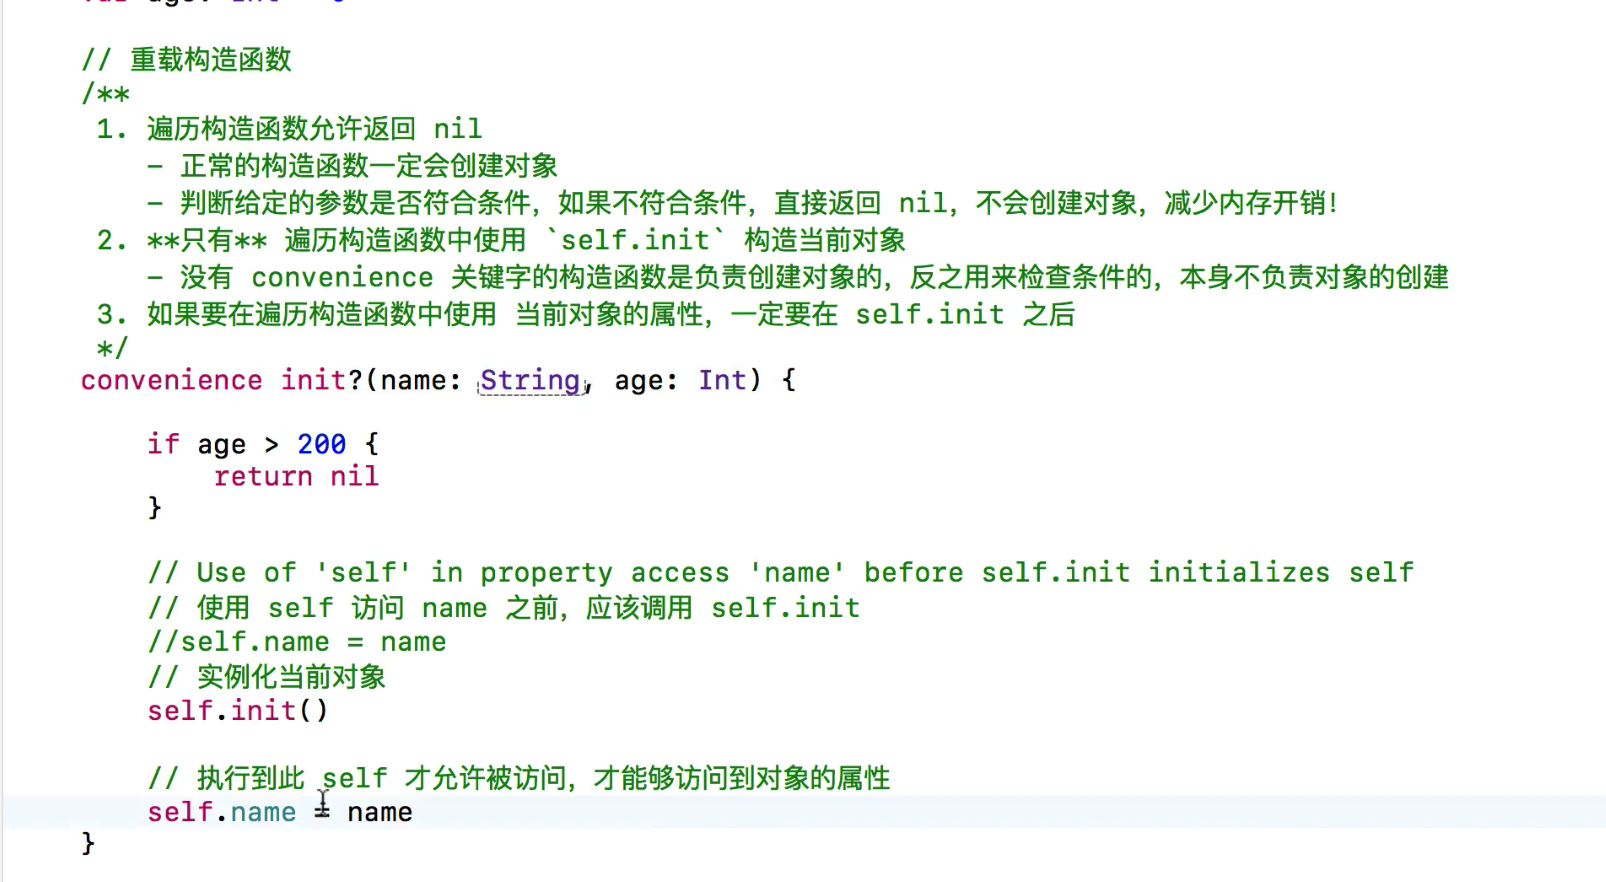 // 重载构造函数
/**
1. 遍历构造函数允许返回 nil
- 正常的构造函数一定会创建对象
- 判断给定的参数是否符合条件，如果不符合条件，直接返回 nil，不会创建对象，减少内存开销！
2. **只有** 遍历构造函数中使用 `self.init` 构造当前对象
- 没有 convenience 关键字的构造函数是负责创建对象的，反之用来检查条件的，本身不负责对象的创建
3. 如果要在遍历构造函数中使用 当前对象的属性，一定要在 self.init 之后
*/
convenience init?(name: String, age: Int) {
if age > 200 {
return nil
}
// Use of 'self' in property access 'name' before self.init initializes self
// 使用 self 访问 name 之前，应该调用 self.init
//self.name = name
// 实例化当前对象
self.init()
// 执行到此 self 才允许被访问，才能够访问到对象的属性
self.name = name
}